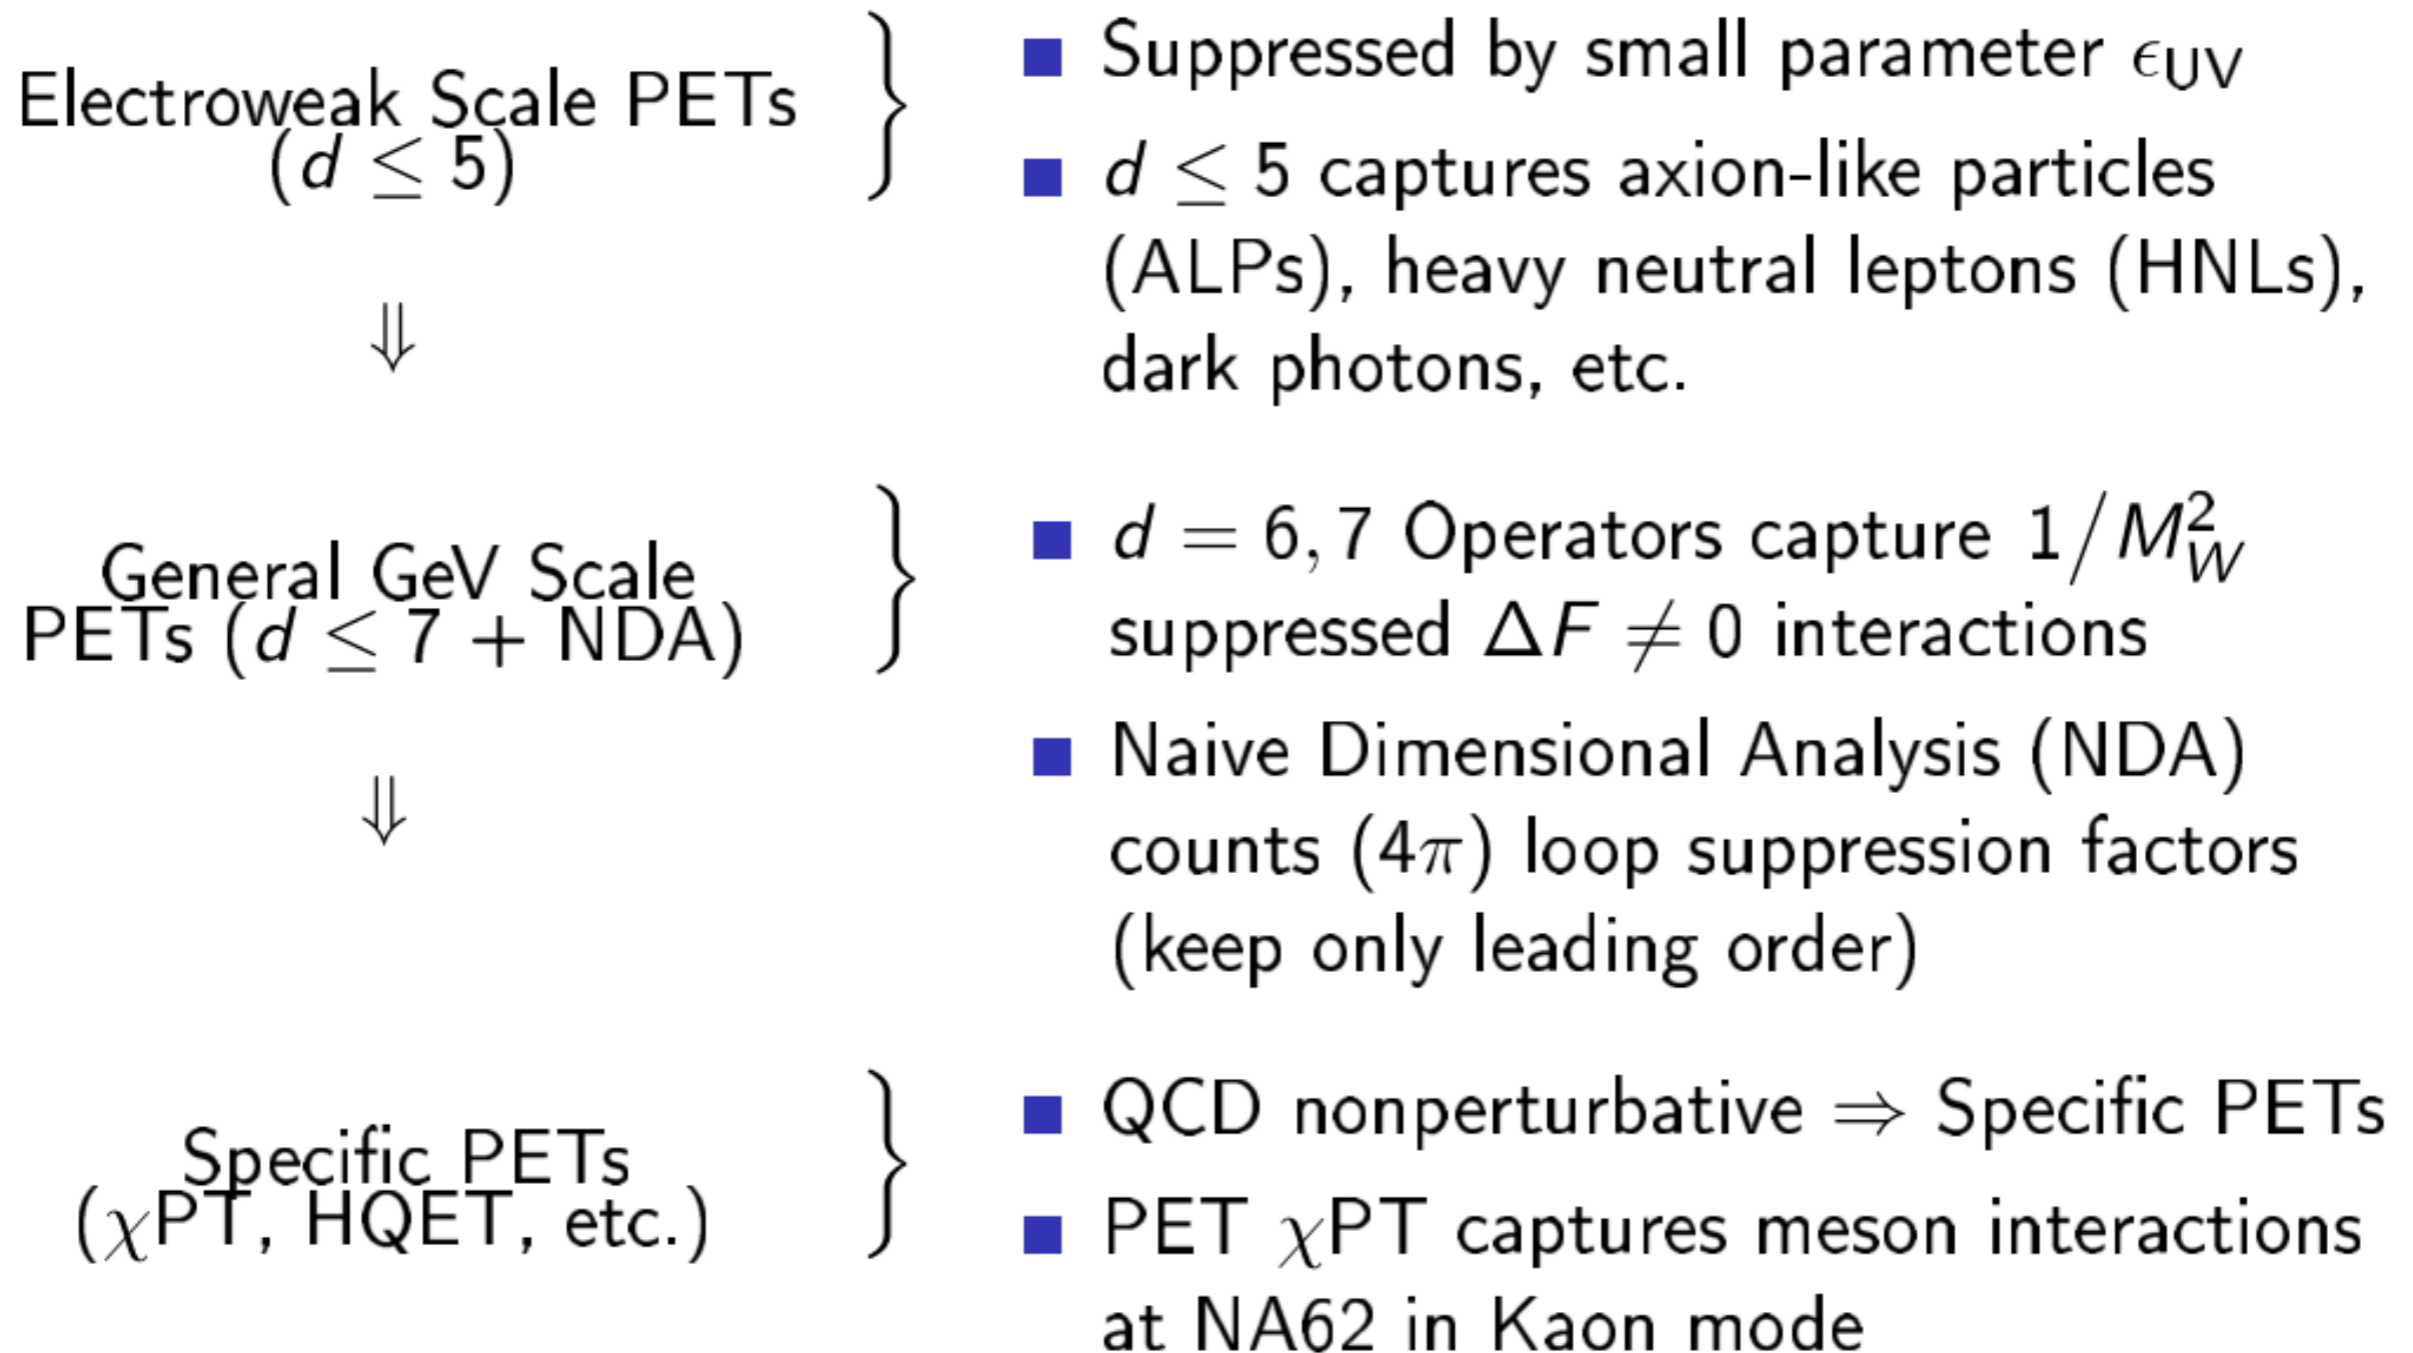 Electroweak Scale PETs
(d ≤ 5)
■ Suppressed by small parameter ϵ_UV
■ d ≤ 5 captures axion-like particles
(ALPs), heavy neutral leptons (HNLs),
dark photons, etc.
⇓
General GeV Scale
PETs (d ≤ 7 + NDA)
■ d = 6, 7 Operators capture 1/M_W^2
suppressed ΔF ≠ 0 interactions
■ Naive Dimensional Analysis (NDA)
counts (4π) loop suppression factors
(keep only leading order)
⇓
Specific PETs
(χPT, HQET, etc.)
■ QCD nonperturbative ⇒ Specific PETs
■ PET χPT captures meson interactions
at NA62 in Kaon mode